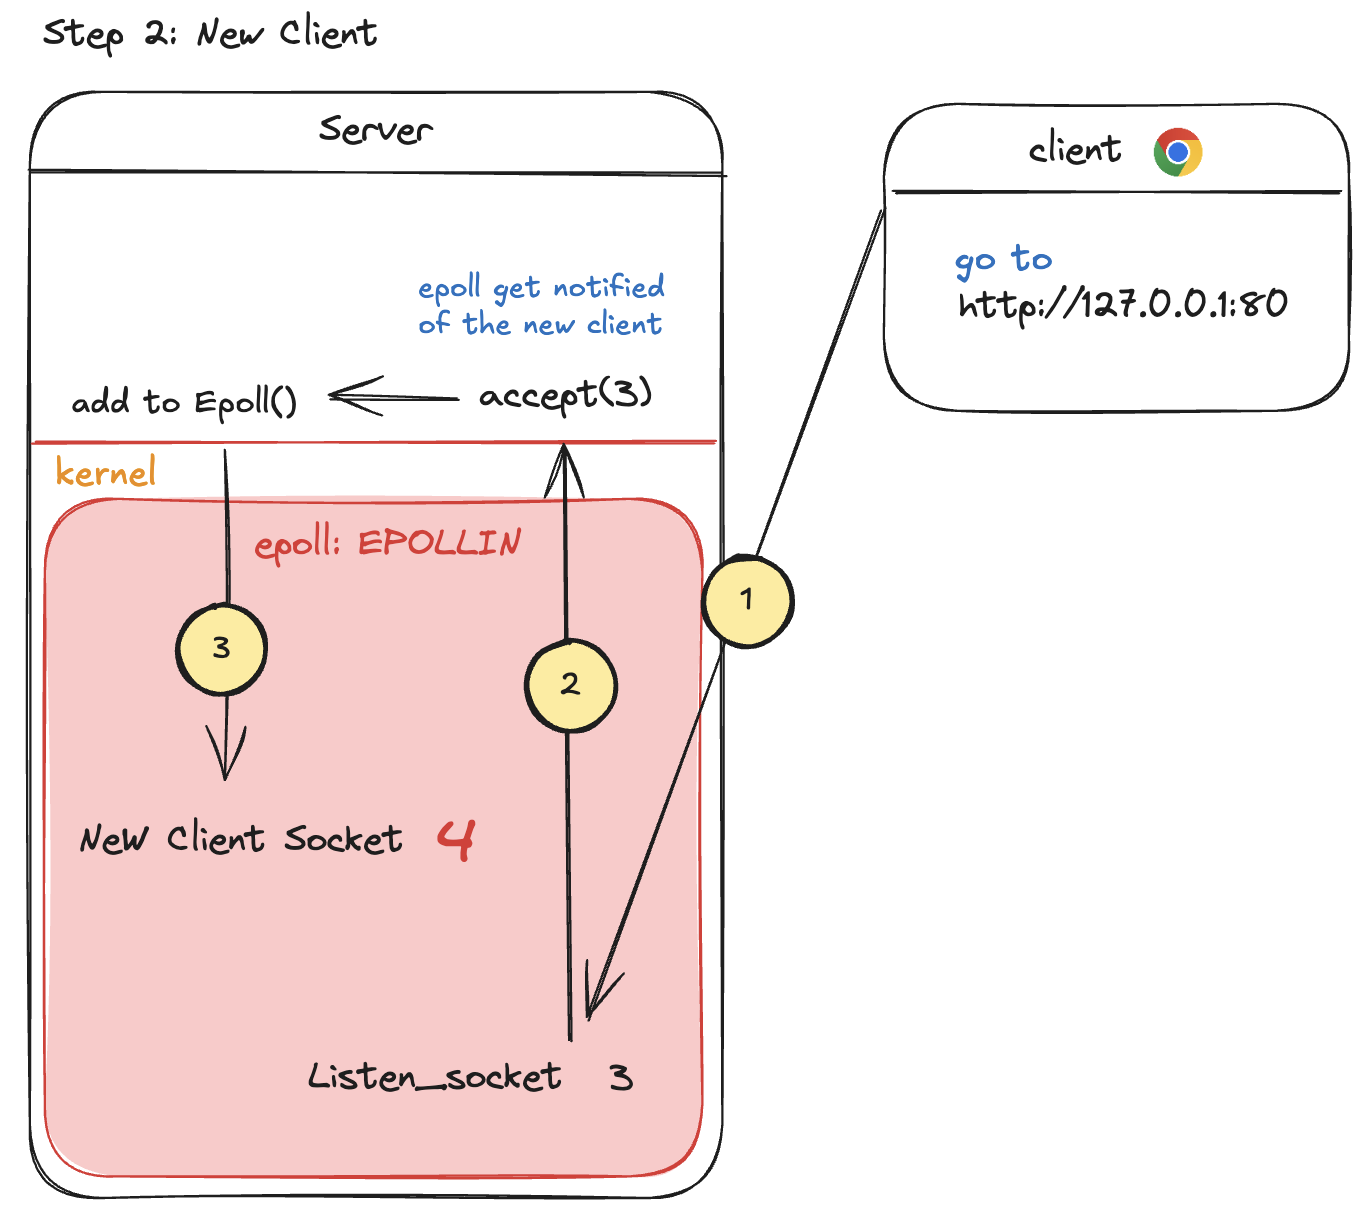 Step 2: New Client
Server
client
go to
http://127.0.0.1:80
epoll get notified
of the new client
add to Epoll()
accept(3)
kernel
epoll: EPOLLIN
1
3
2
New Client Socket 4
Listen_socket 3